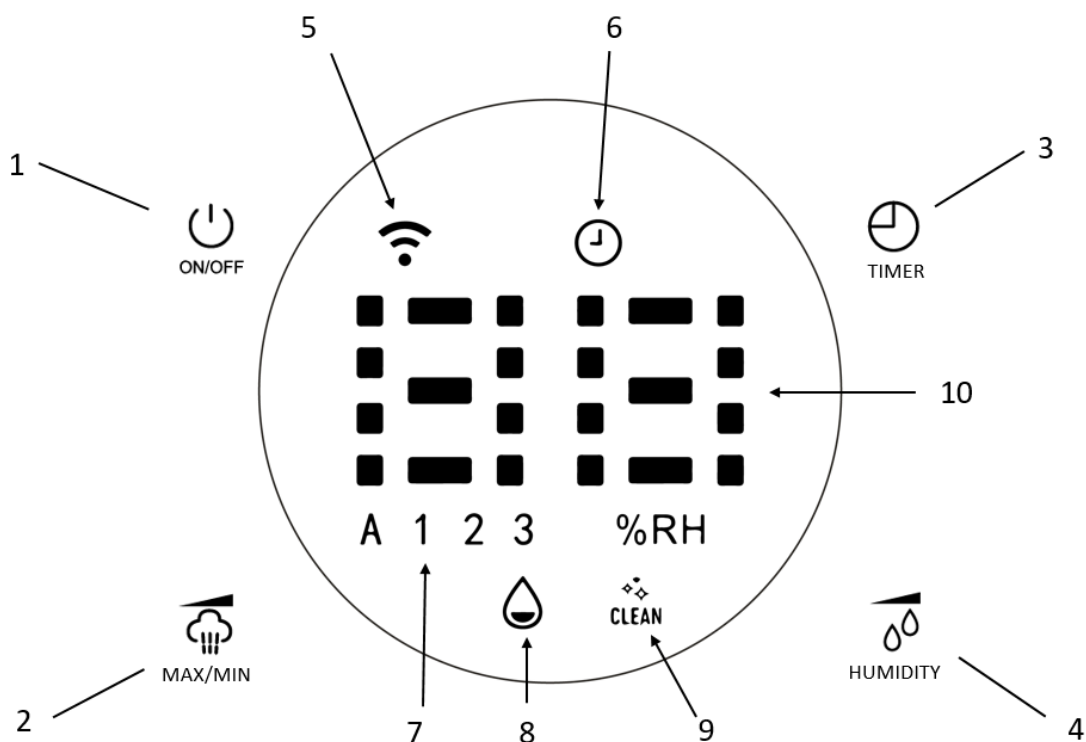 5 6
1 3
ON/OFF TIMER
10
A 1 2 3 %RH
CLEAN
MAX/MIN HUMIDITY
2 7 8 9 4